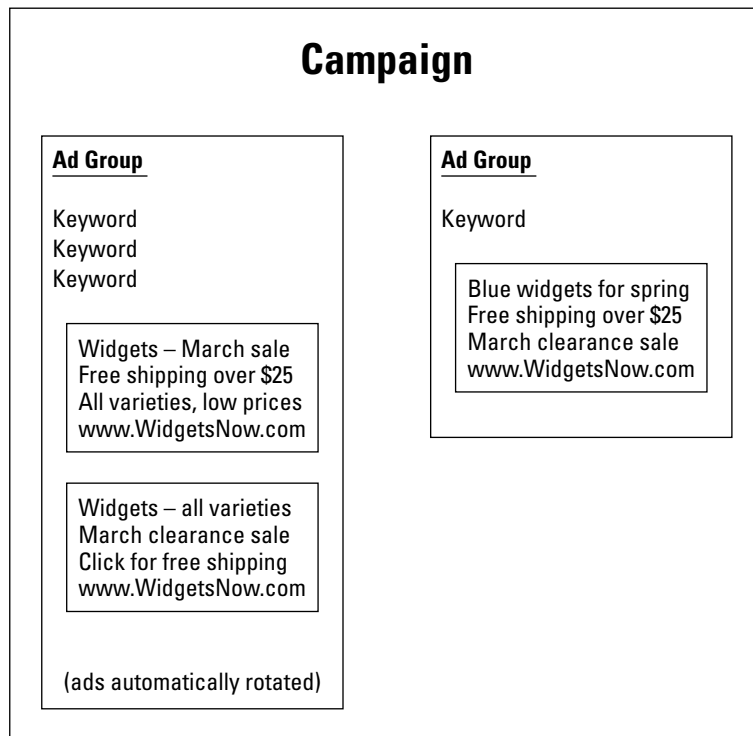 Campaign
Ad Group
Keyword
Keyword
Keyword
Widgets – March sale
Free shipping over $25
All varieties, low prices
www.WidgetsNow.com
Widgets – all varieties
March clearance sale
Click for free shipping
www.WidgetsNow.com
(ads automatically rotated)
Ad Group
Keyword
Blue widgets for spring
Free shipping over $25
March clearance sale
www.WidgetsNow.com